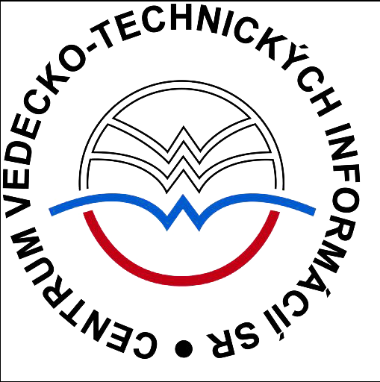 CENTRUM VEDECKO-TECHNICKÝCH INFORMÁCIÍ SR •